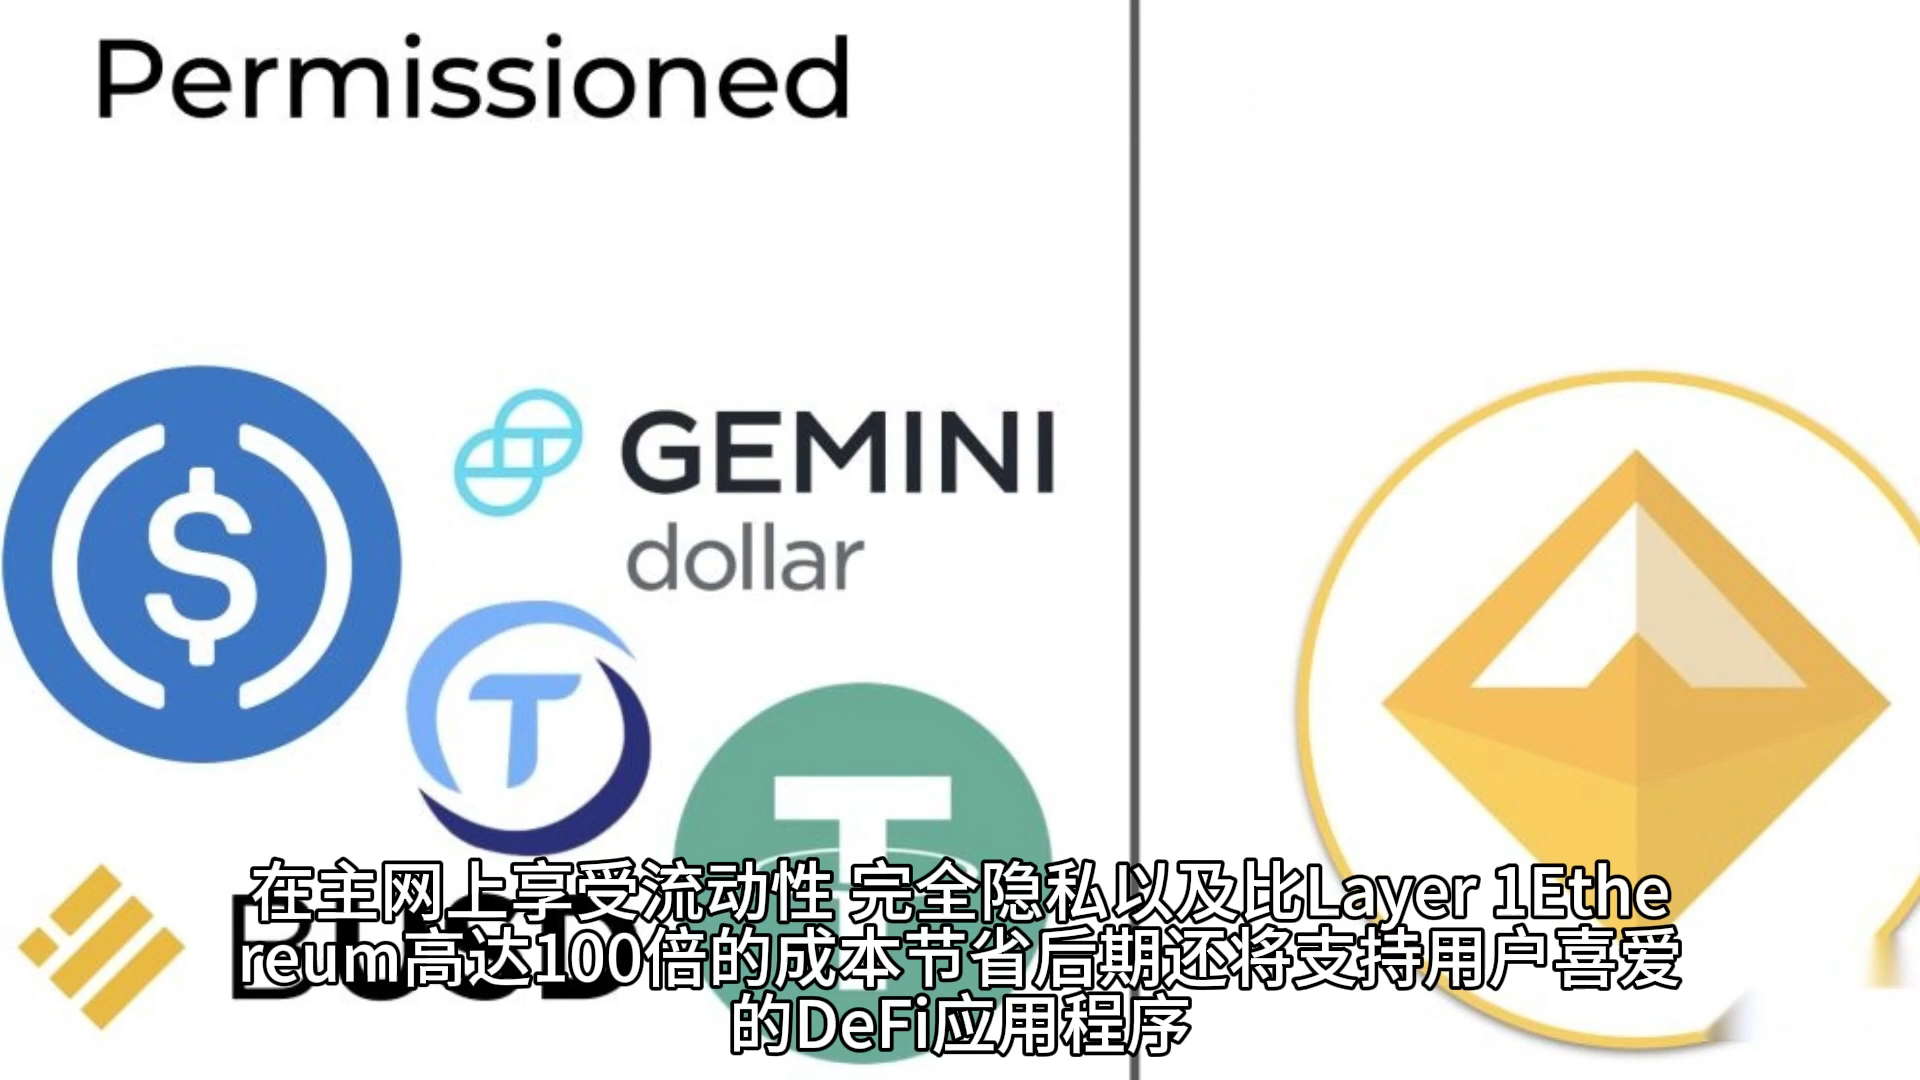 Permissioned
GEMINI
dollar
BUSD
在主网上享受流动性 完全隐私以及比Layer 1Ethe
reum高达100倍的成本节省后期还将支持用户喜爱
的DeFi应用程序